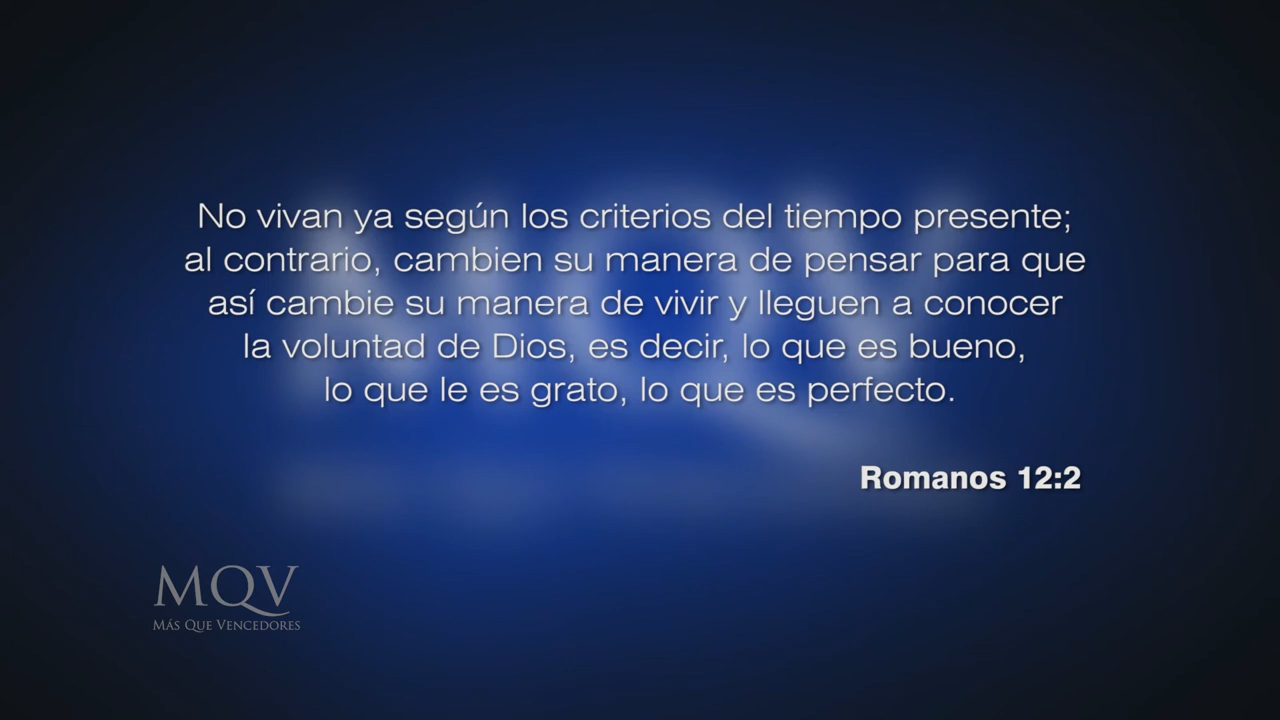 No vivan ya según los criterios del tiempo presente;
al contrario, cambien su manera de pensar para que
así cambie su manera de vivir y lleguen a conocer
la voluntad de Dios, es decir, lo que es bueno,
lo que le es grato, lo que es perfecto.
Romanos 12:2
MQV
MÁS QUE VENCEDORES